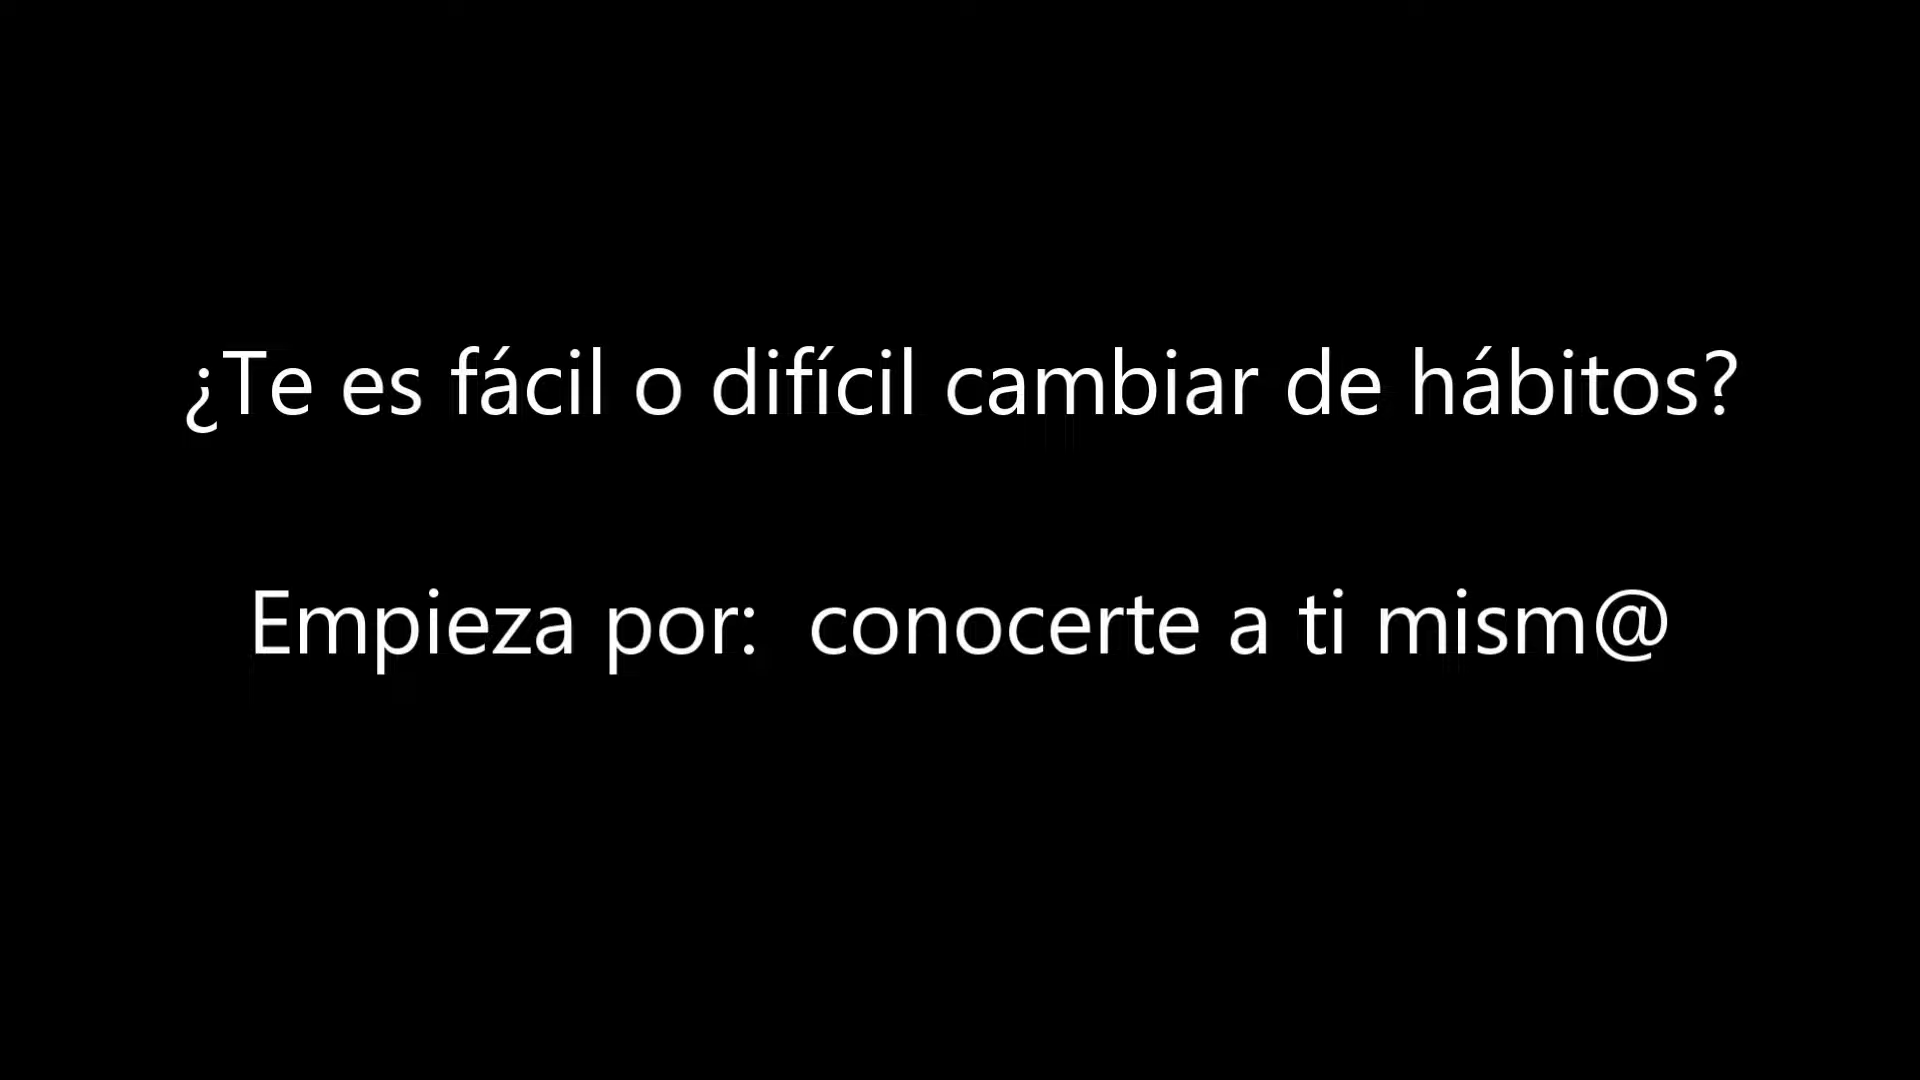 ¿Te es fácil o difícil cambiar de hábitos?
Empieza por:  conocerte a ti mism@